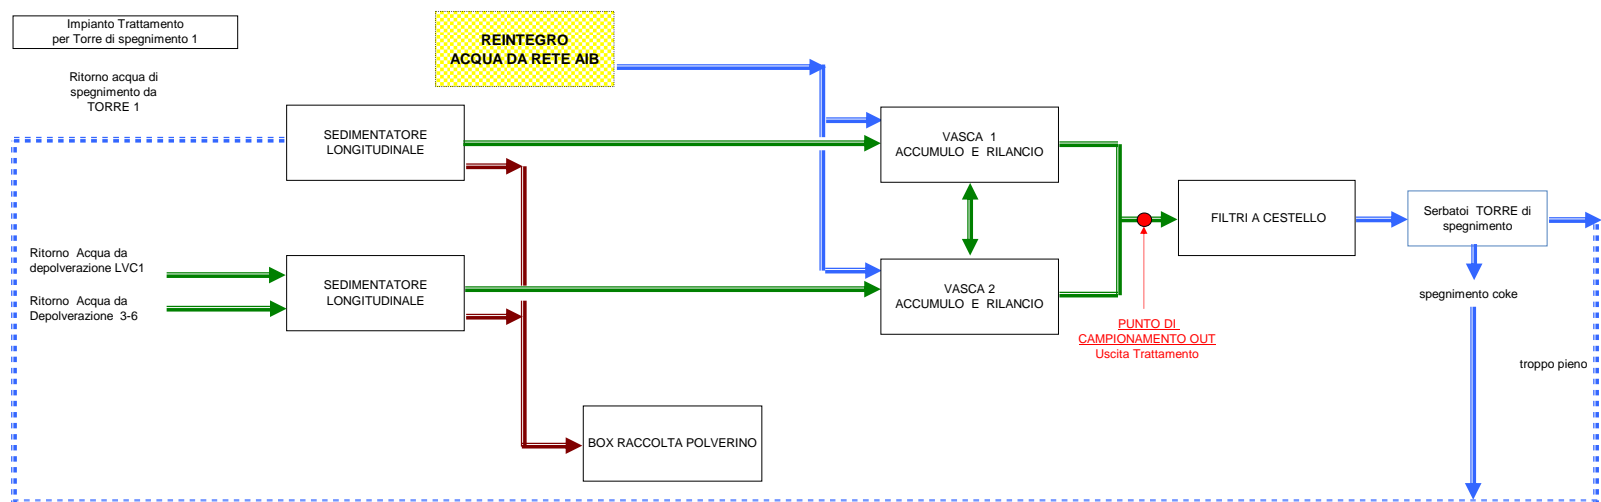 Impianto Trattamento
per Torre di spegnimento 1
REINTEGRO
ACQUA DA RETE AIB
Ritorno acqua di
spegnimento da
TORRE 1
SEDIMENTATORE
LONGITUDINALE
VASCA 1
ACCUMULO E RILANCIO
FILTRI A CESTELLO
Serbatoi TORRE di
spegnimento
Ritorno Acqua da
depolverazione LVC1
Ritorno Acqua da
Depolverazione 3-6
SEDIMENTATORE
LONGITUDINALE
VASCA 2
ACCUMULO E RILANCIO
spegnimento coke
PUNTO DI
CAMPIONAMENTO OUT
Uscita Trattamento
troppo pieno
BOX RACCOLTA POLVERINO